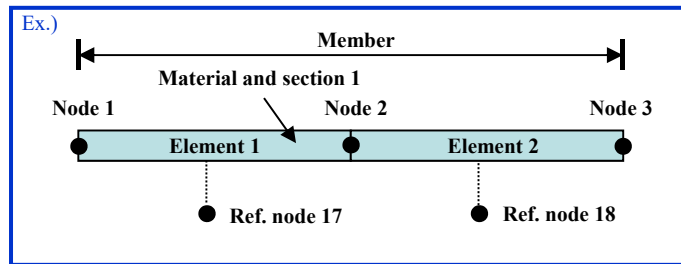 Ex.)
Member
Material and section 1
Node 1
Node 2
Node 3
Element 1
Element 2
Ref. node 17
Ref. node 18